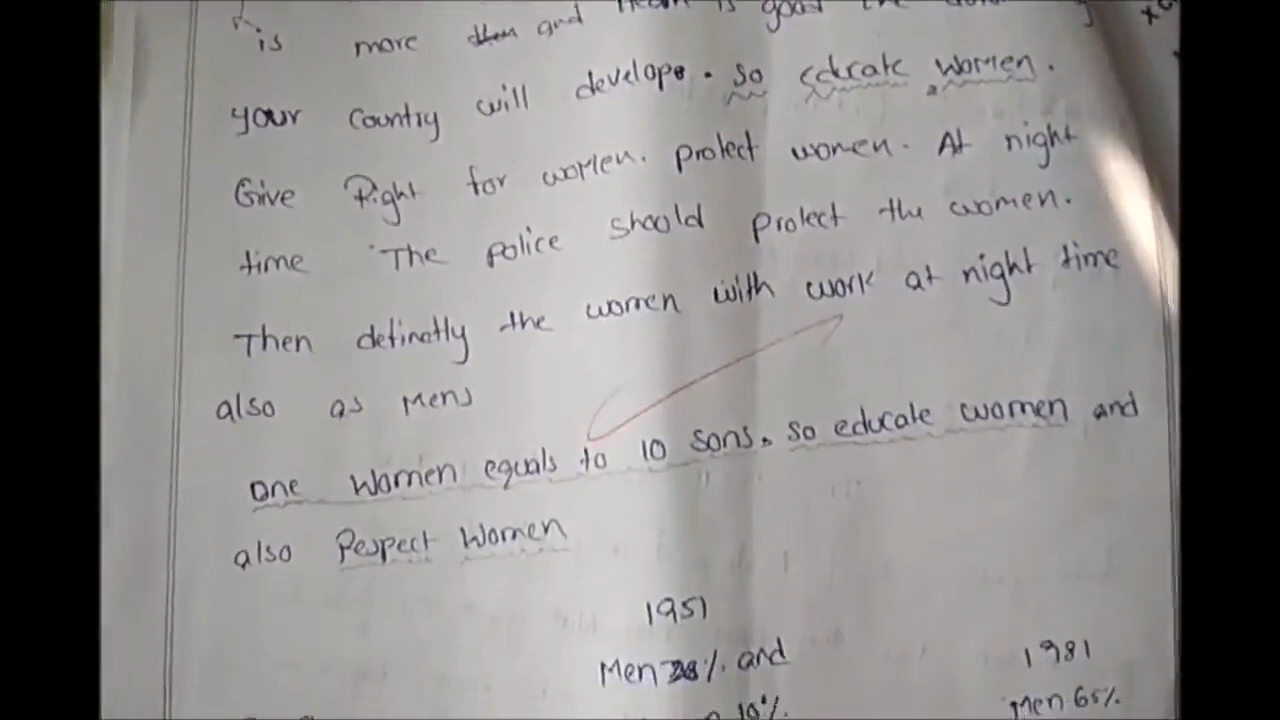 is more and is good the
your country will develope. so educate women.
Give Right for women. protect women. At night
time The police should protect the women.
Then definatly the women with work at night time
also as Mens
one women equals to 10 sons. so educate women and
also Respect Women
1951
Men 28%. and
1981
Men 65%
10%.